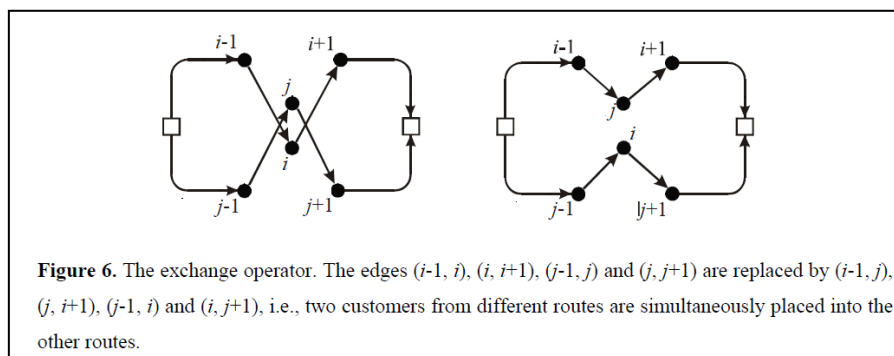 i-1 i+1 i-1 i+1
j
j i
i
j-1 j+1 j-1 |j+1
Figure 6. The exchange operator. The edges (i-1, i), (i, i+1), (j-1, j) and (j, j+1) are replaced by (i-1, j),
(j, i+1), (j-1, i) and (i, j+1), i.e., two customers from different routes are simultaneously placed into the
other routes.